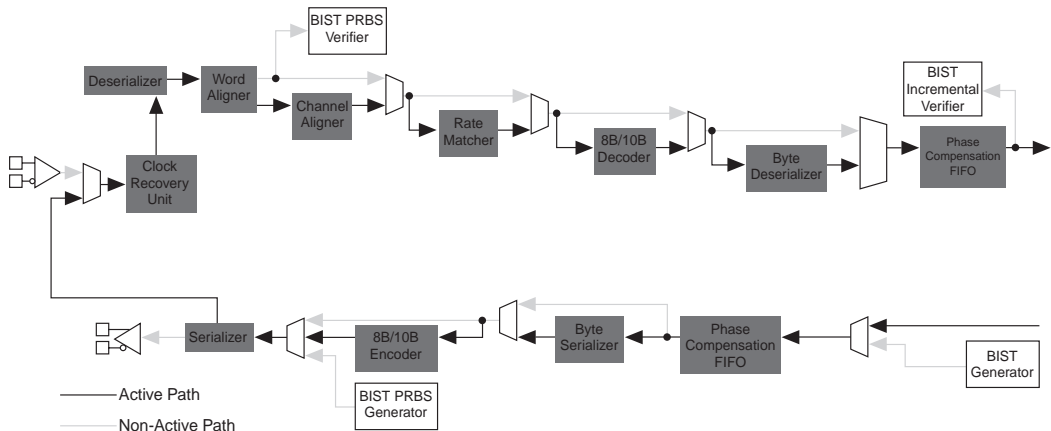 BIST PRBS
Verifier
Deserializer
Word
Aligner
Channel
Aligner
Rate
Matcher
8B/10B
Decoder
Byte
Deserializer
BIST
Incremental
Verifier
Phase
Compensation
FIFO
Clock
Recovery
Unit
Serializer
8B/10B
Encoder
BIST PRBS
Generator
Byte
Serializer
Phase
Compensation
FIFO
BIST
Generator
Active Path
Non-Active Path